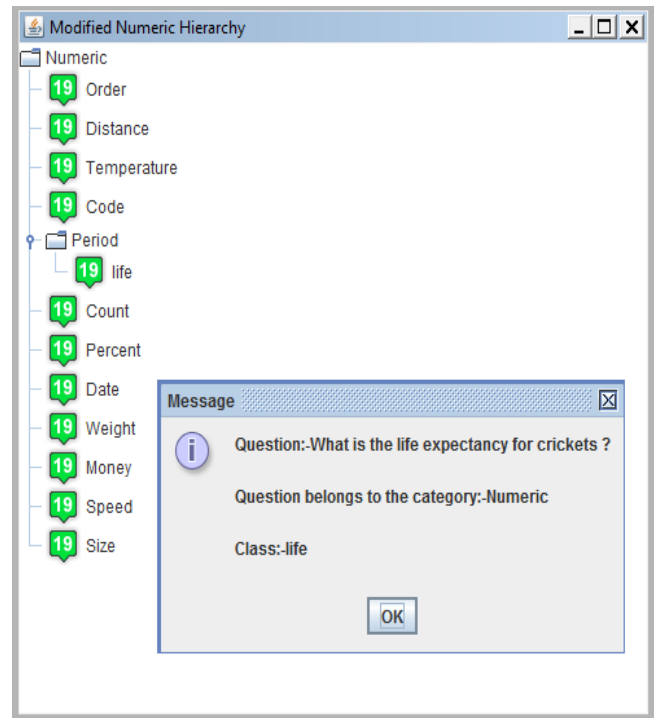 Modified Numeric Hierarchy
Numeric
19 Order
19 Distance
19 Temperature
19 Code
Period
19 life
19 Count
19 Percent
19 Date
19 Weight
19 Money
19 Speed
19 Size
Message
i
Question:-What is the life expectancy for crickets ?
Question belongs to the category:-Numeric
Class:-life
OK